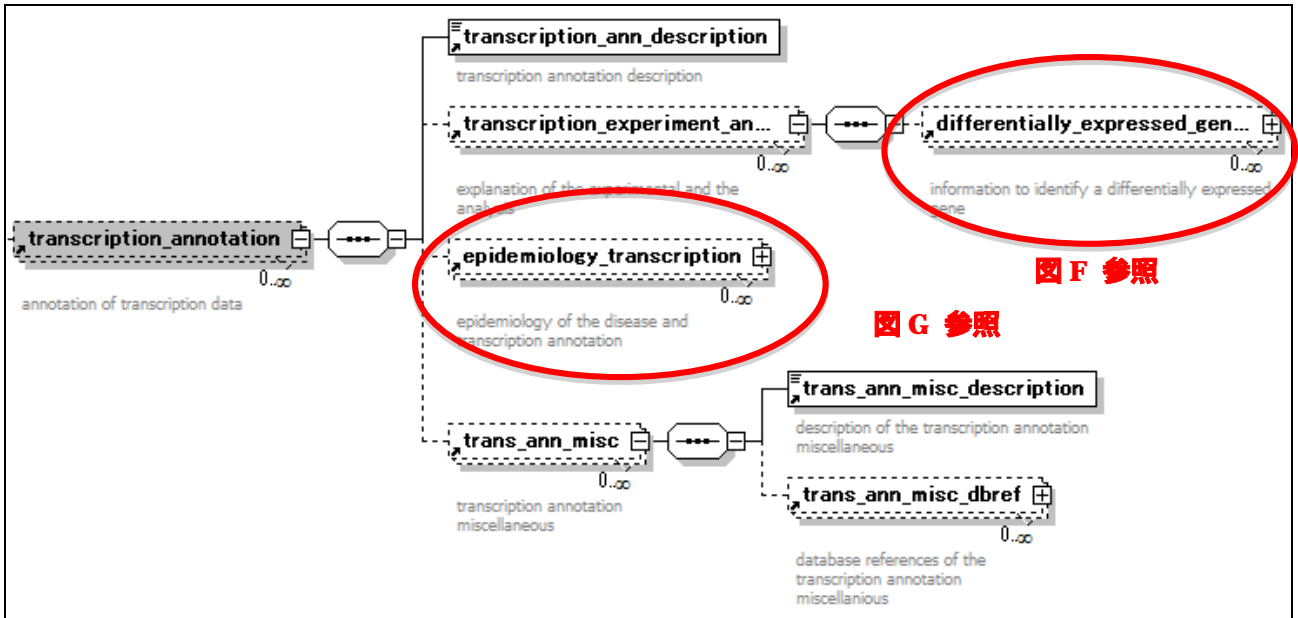 transcription_ann_description
transcription annotation description
transcription_experiment_an...
0..∞
explanation of the experimental and the
analysis
differentially_expressed_gen...
0..∞
information to identify a differentially expressed
gene
図 F 参照
transcription_annotation
0..∞
annotation of transcription data
epidemiology_transcription
0..∞
epidemiology of the disease and
transcription annotation
図 G 参照
trans_ann_misc
0..∞
transcription annotation
miscellaneous
trans_ann_misc_description
description of the transcription annotation
miscellaneous
trans_ann_misc_dbref
0..∞
database references of the
transcription annotation
miscellanious